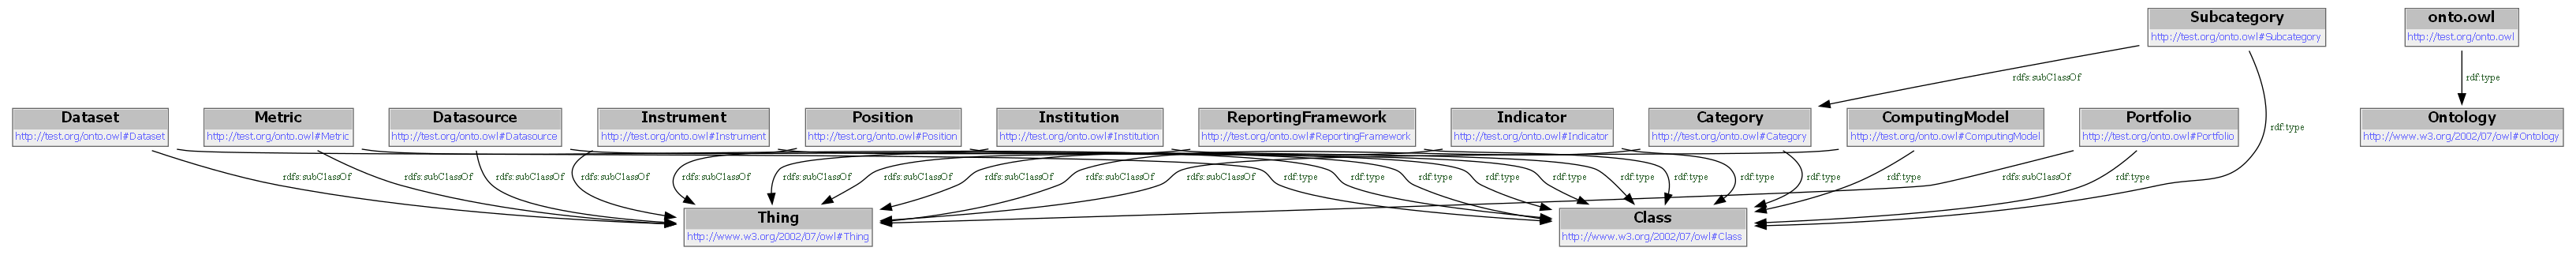 Subcategory
http://test.org/onto.owl#Subcategory
onto.owl
http://test.org/onto.owl
rdfs:subClassOf
rdf:type
rdf:type
Dataset
http://test.org/onto.owl#Dataset
Metric
http://test.org/onto.owl#Metric
Datasource
http://test.org/onto.owl#Datasource
Instrument
http://test.org/onto.owl#Instrument
Position
http://test.org/onto.owl#Position
Institution
http://test.org/onto.owl#Institution
ReportingFramework
http://test.org/onto.owl#ReportingFramework
Indicator
http://test.org/onto.owl#Indicator
Category
http://test.org/onto.owl#Category
ComputingModel
http://test.org/onto.owl#ComputingModel
Portfolio
http://test.org/onto.owl#Portfolio
Ontology
http://www.w3.org/2002/07/owl#Ontology
rdfs:subClassOf
rdfs:subClassOf
rdfs:subClassOf
rdfs:subClassOf
rdfs:subClassOf
rdfs:subClassOf
rdfs:subClassOf
rdfs:subClassOf
rdfs:subClassOf
rdfs:subClassOf
rdf:type
rdf:type
rdf:type
rdf:type
rdf:type
rdf:type
rdf:type
rdf:type
rdf:type
rdf:type
rdfs:subClassOf
rdf:type
Thing
http://www.w3.org/2002/07/owl#Thing
Class
http://www.w3.org/2002/07/owl#Class